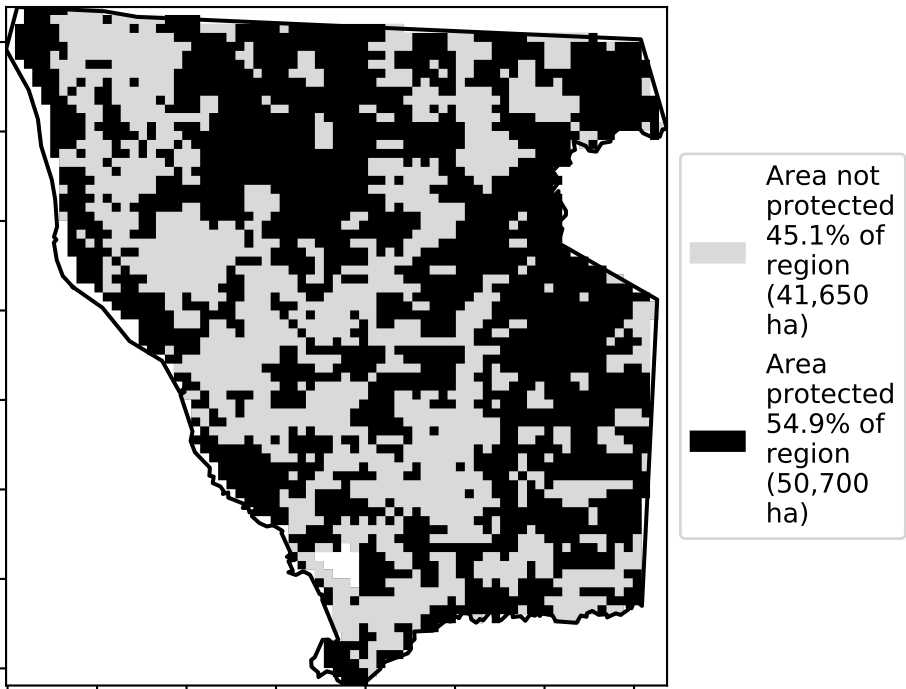 Area not
protected
45.1% of
region
(41,650
ha)
Area
protected
54.9% of
region
(50,700
ha)